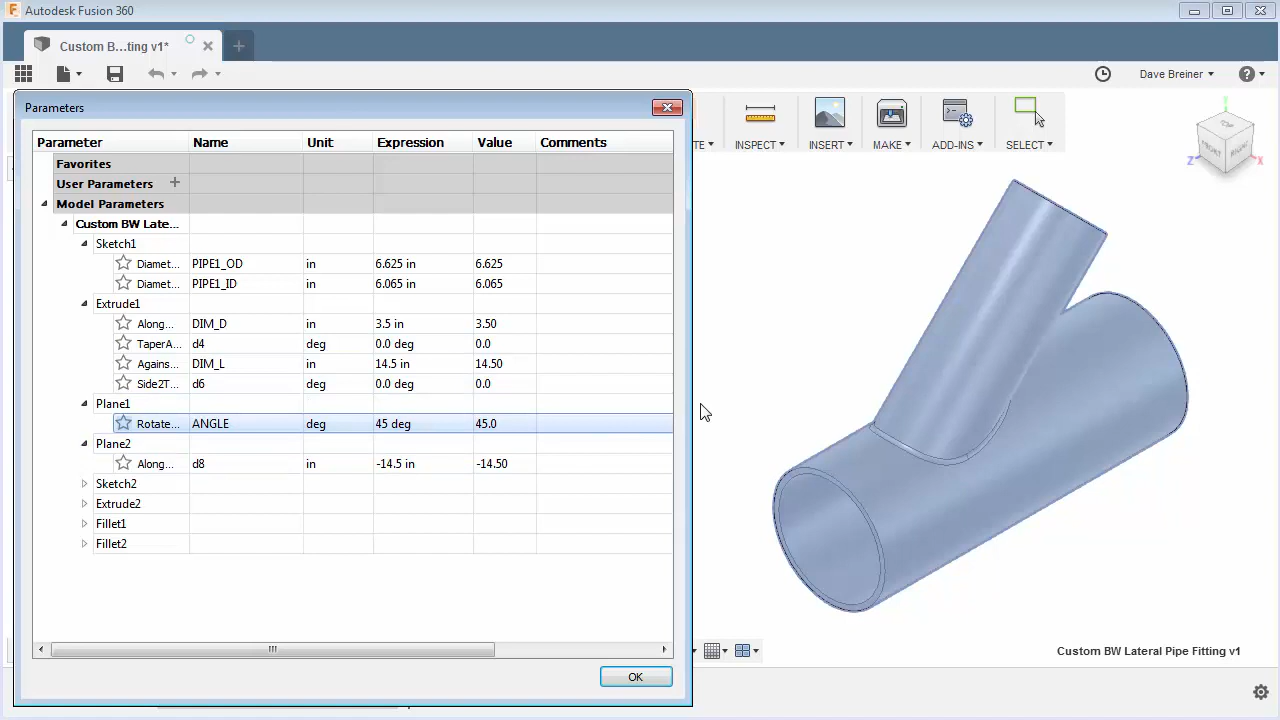 Autodesk Fusion 360
Custom B...ting v1*
Dave Breiner
Parameters
TE INSPECT INSERT MAKE ADD-INS SELECT
Parameter Name Unit Expression Value Comments
Favorites
User Parameters +
Model Parameters
Custom BW Late...
Sketch1
Diamet... PIPE1_OD in 6.625 in 6.625
Diamet... PIPE1_ID in 6.065 in 6.065
Extrude1
Along... DIM_D in 3.5 in 3.50
TaperA... d4 deg 0.0 deg 0.0
Agains... DIM_L in 14.5 in 14.50
Side2T... d6 deg 0.0 deg 0.0
Plane1
Rotate... ANGLE deg 45 deg 45.0
Plane2
Along... d8 in -14.5 in -14.50
Sketch2
Extrude2
Fillet1
Fillet2
OK
FRONT RIGHT
Z X Y
Custom BW Lateral Pipe Fitting v1